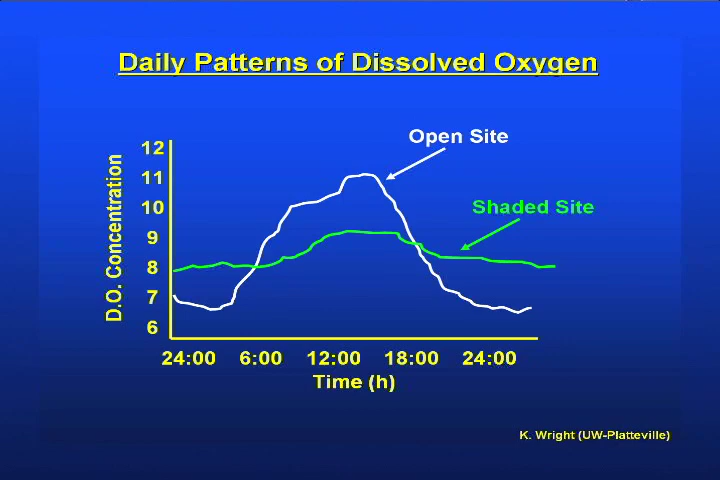 Daily Patterns of Dissolved Oxygen
Open Site
Shaded Site
D.O. Concentration
12
11
10
9
8
7
6
24:00 6:00 12:00 18:00 24:00
Time (h)
K. Wright (UW-Platteville)